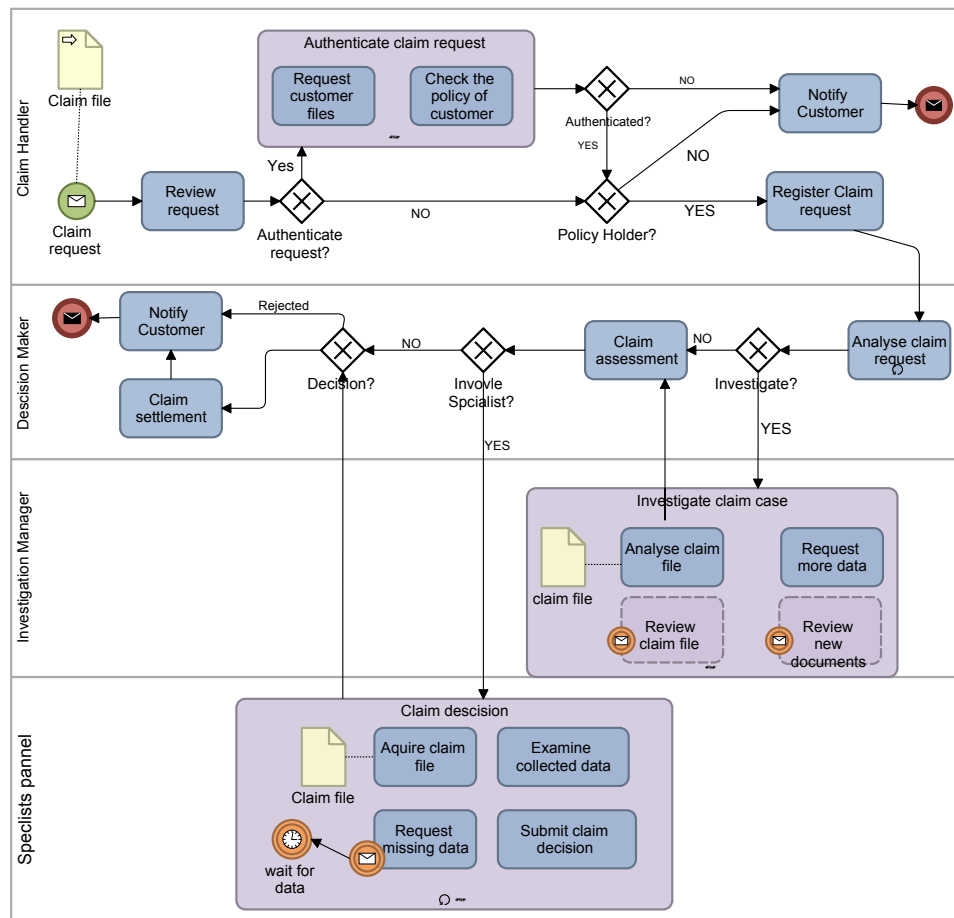 Claim Handler
Claim file
Authenticate claim request
Request
customer
files
Check the
policy of
customer
Authenticated?
NO
YES
Notify
Customer
Claim
request
Review
request
Yes
Authenticate
request?
NO
Policy Holder?
NO
YES
Register Claim
request
Descision Maker
Notify
Customer
Rejected
Claim
settlement
Decision?
NO
Invovle
Spcialist?
YES
Claim
assessment
NO
Investigate?
YES
Analyse claim
request
Investigation Manager
Investigate claim case
claim file
Analyse claim
file
Request
more data
Review
claim file
Review
new
documents
Speclists pannel
Claim descision
Claim file
Aquire claim
file
Examine
collected data
wait for
data
Request
missing data
Submit claim
decision